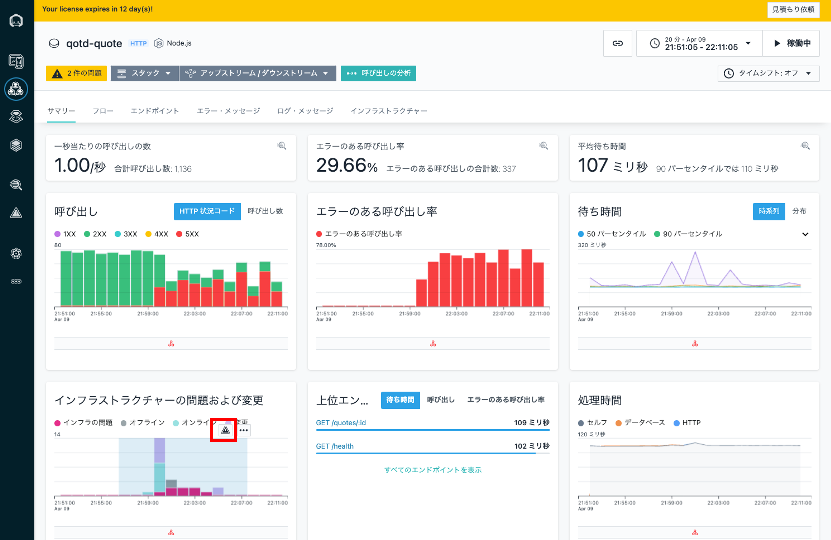 Your license expires in 12 day(s)!
見積もり依頼
qotd-quote HTTP Node.js
20 分 - Apr 09
21:51:05 - 22:11:05
稼働中
2 件の問題
スタック
アップストリーム / ダウンストリーム
呼び出しの分析
タイムシフト: オフ
サマリー フロー エンドポイント エラー・メッセージ ログ・メッセージ インフラストラクチャー
一秒当たりの呼び出しの数
1.00/秒 合計呼び出し数: 1,136
エラーのある呼び出し率
29.66% エラーのある呼び出しの合計数: 337
平均待ち時間
107 ミリ秒 90 パーセンタイルでは 110 ミリ秒
呼び出し
HTTP 状況コード 呼び出し数
1XX 2XX 3XX 4XX 5XX
80
21:51:00 21:55:00 21:59:00 22:03:00 22:07:00 22:11:00
Apr 09
エラーのある呼び出し率
エラーのある呼び出し率
78.00%
21:51:00 21:55:00 21:59:00 22:03:00 22:07:00 22:11:00
Apr 09
待ち時間
時系列 分布
50 パーセンタイル 90 パーセンタイル
320 ミリ秒
21:51:00 21:55:00 21:59:00 22:03:00 22:07:00 22:11:00
Apr 09
インフラストラクチャーの問題および変更
インフラの問題 オフライン オンライン 変更
14
21:51:00 21:55:00 21:59:00 22:03:00 22:07:00 22:11:00
Apr 09
上位エン...
待ち時間 呼び出し エラーのある呼び出し率
GET /quotes/:id 109 ミリ秒
GET /health 102 ミリ秒
すべてのエンドポイントを表示
処理時間
セルフ データベース HTTP
120 ミリ秒
21:51:00 21:55:00 21:59:00 22:03:00 22:07:00 22:11:00
Apr 09